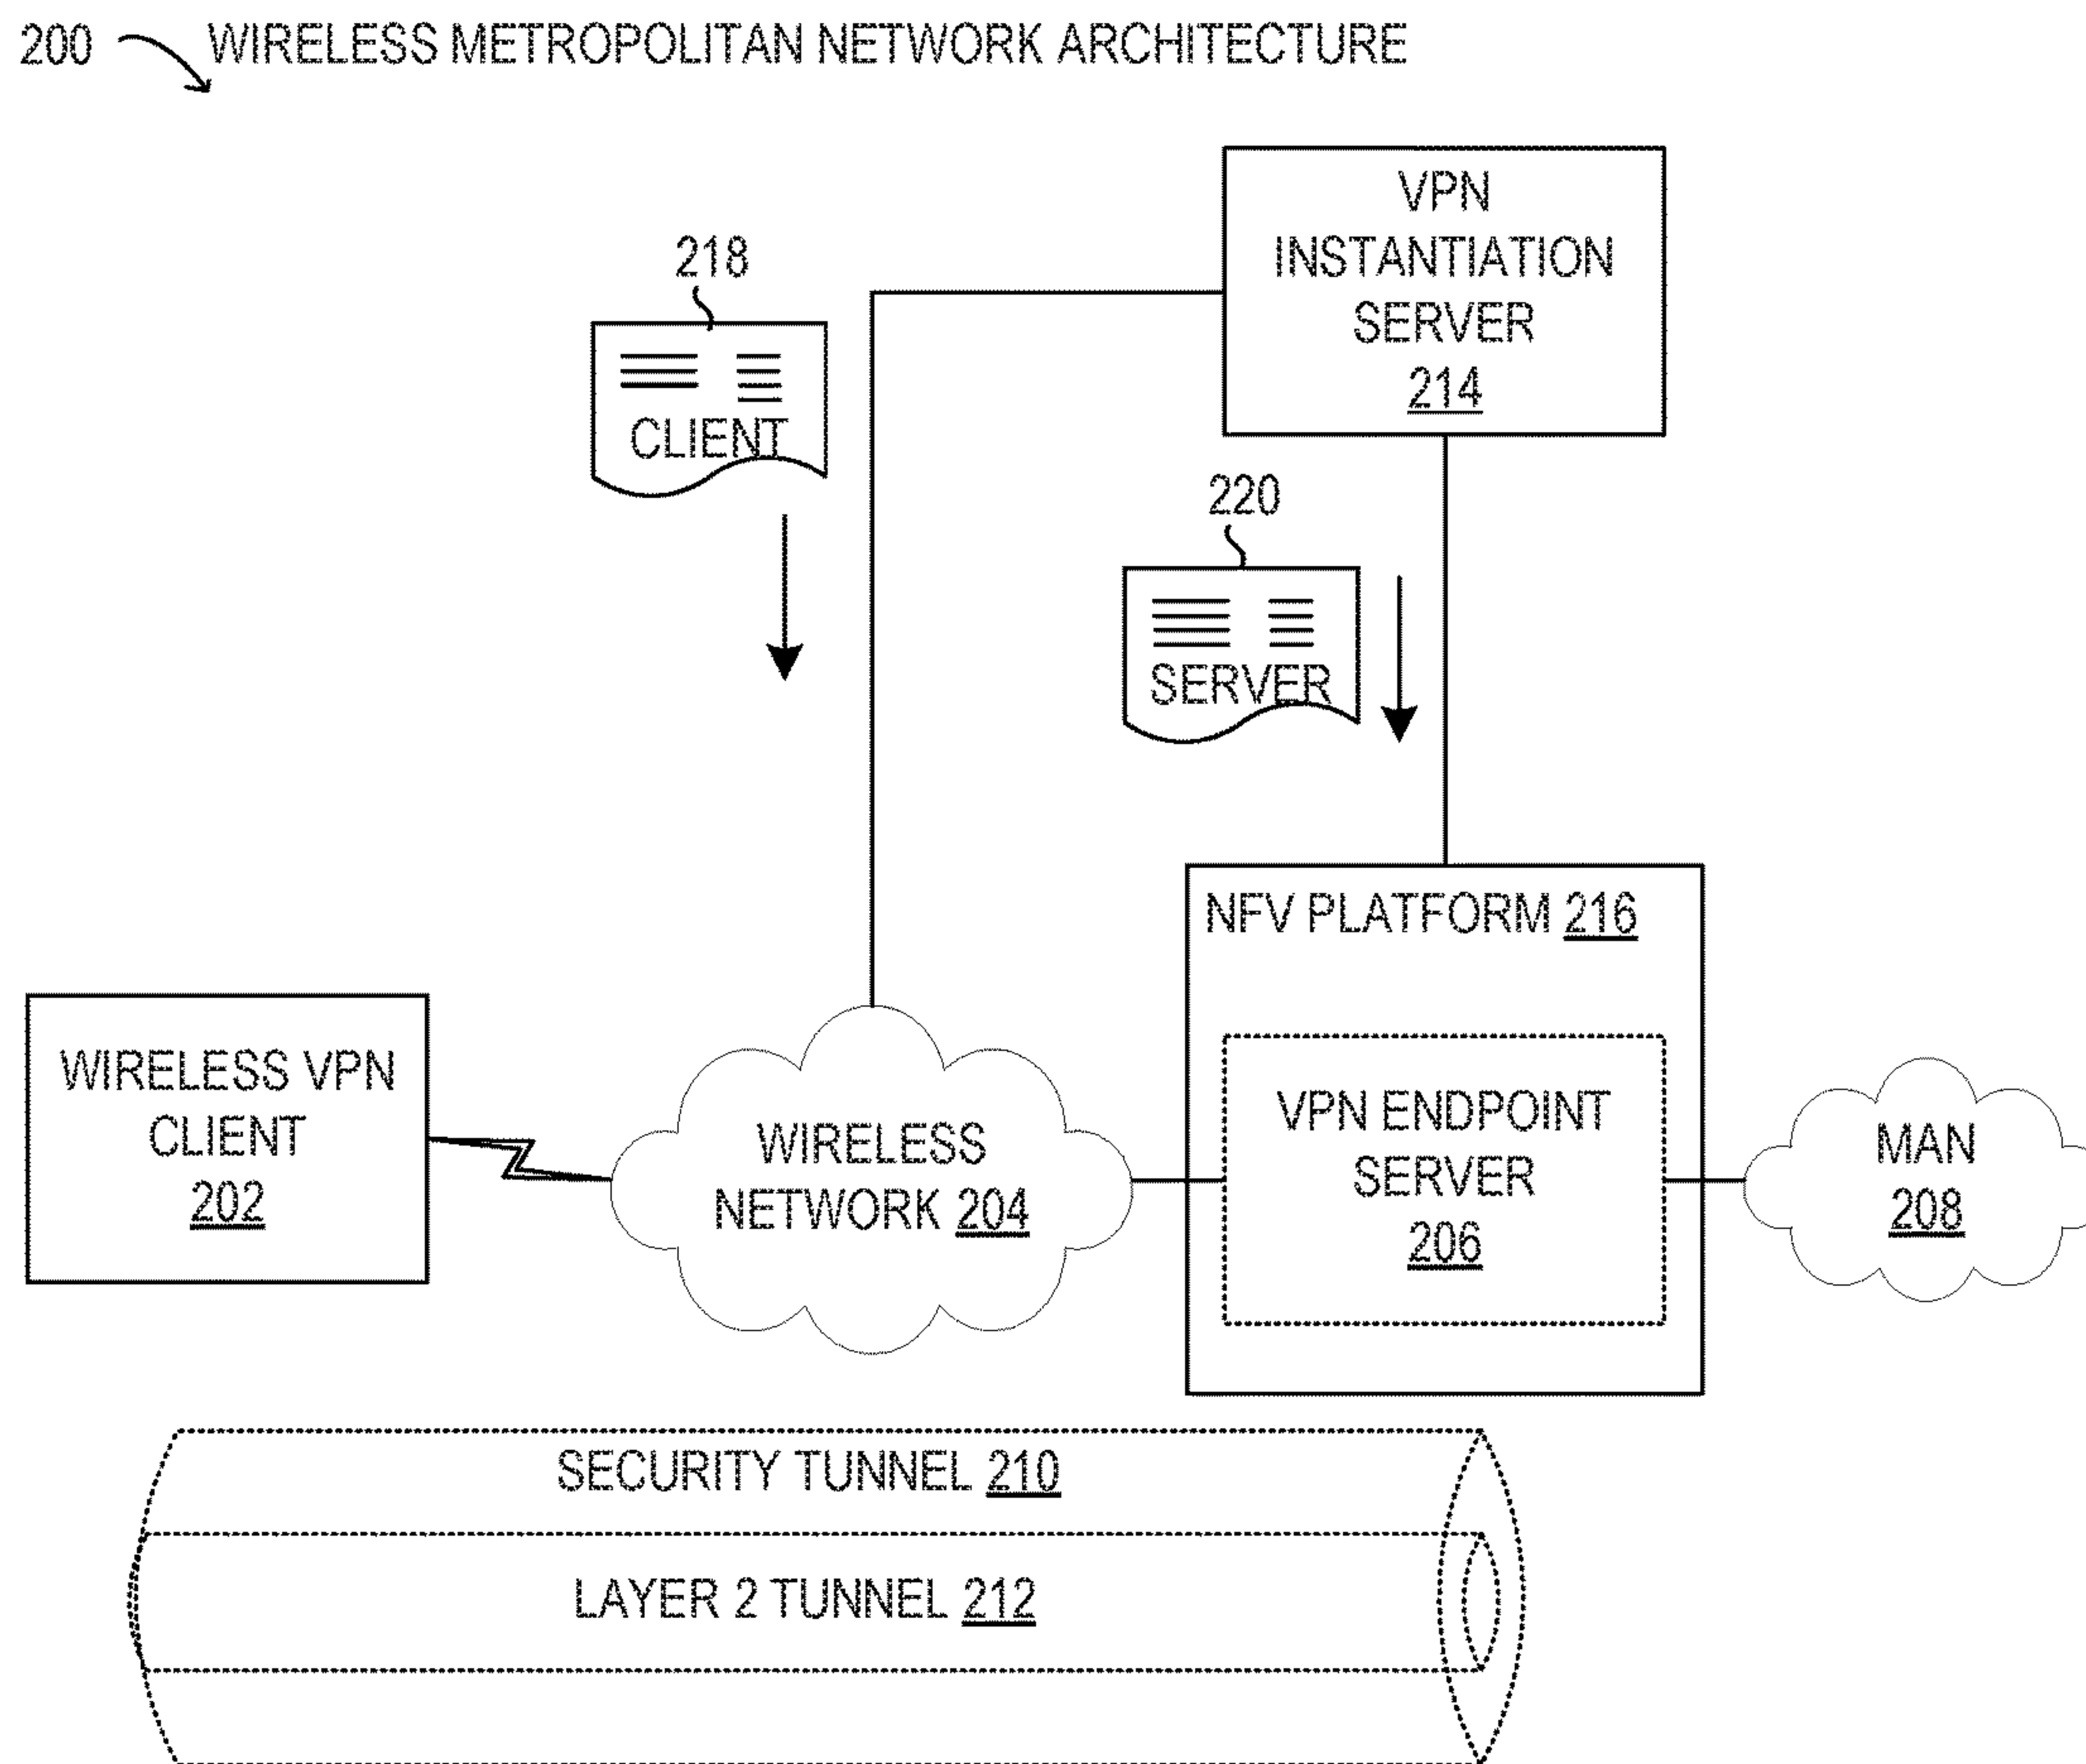 200 WIRELESS METROPOLITAN NETWORK ARCHITECTURE
VPN
INSTANTIATION
SERVER
214
218
CLIENT
220
SERVER
NFV PLATFORM 216
WIRELESS VPN
CLIENT
202
WIRELESS
NETWORK 204
VPN ENDPOINT
SERVER
206
MAN
208
SECURITY TUNNEL 210
LAYER 2 TUNNEL 212